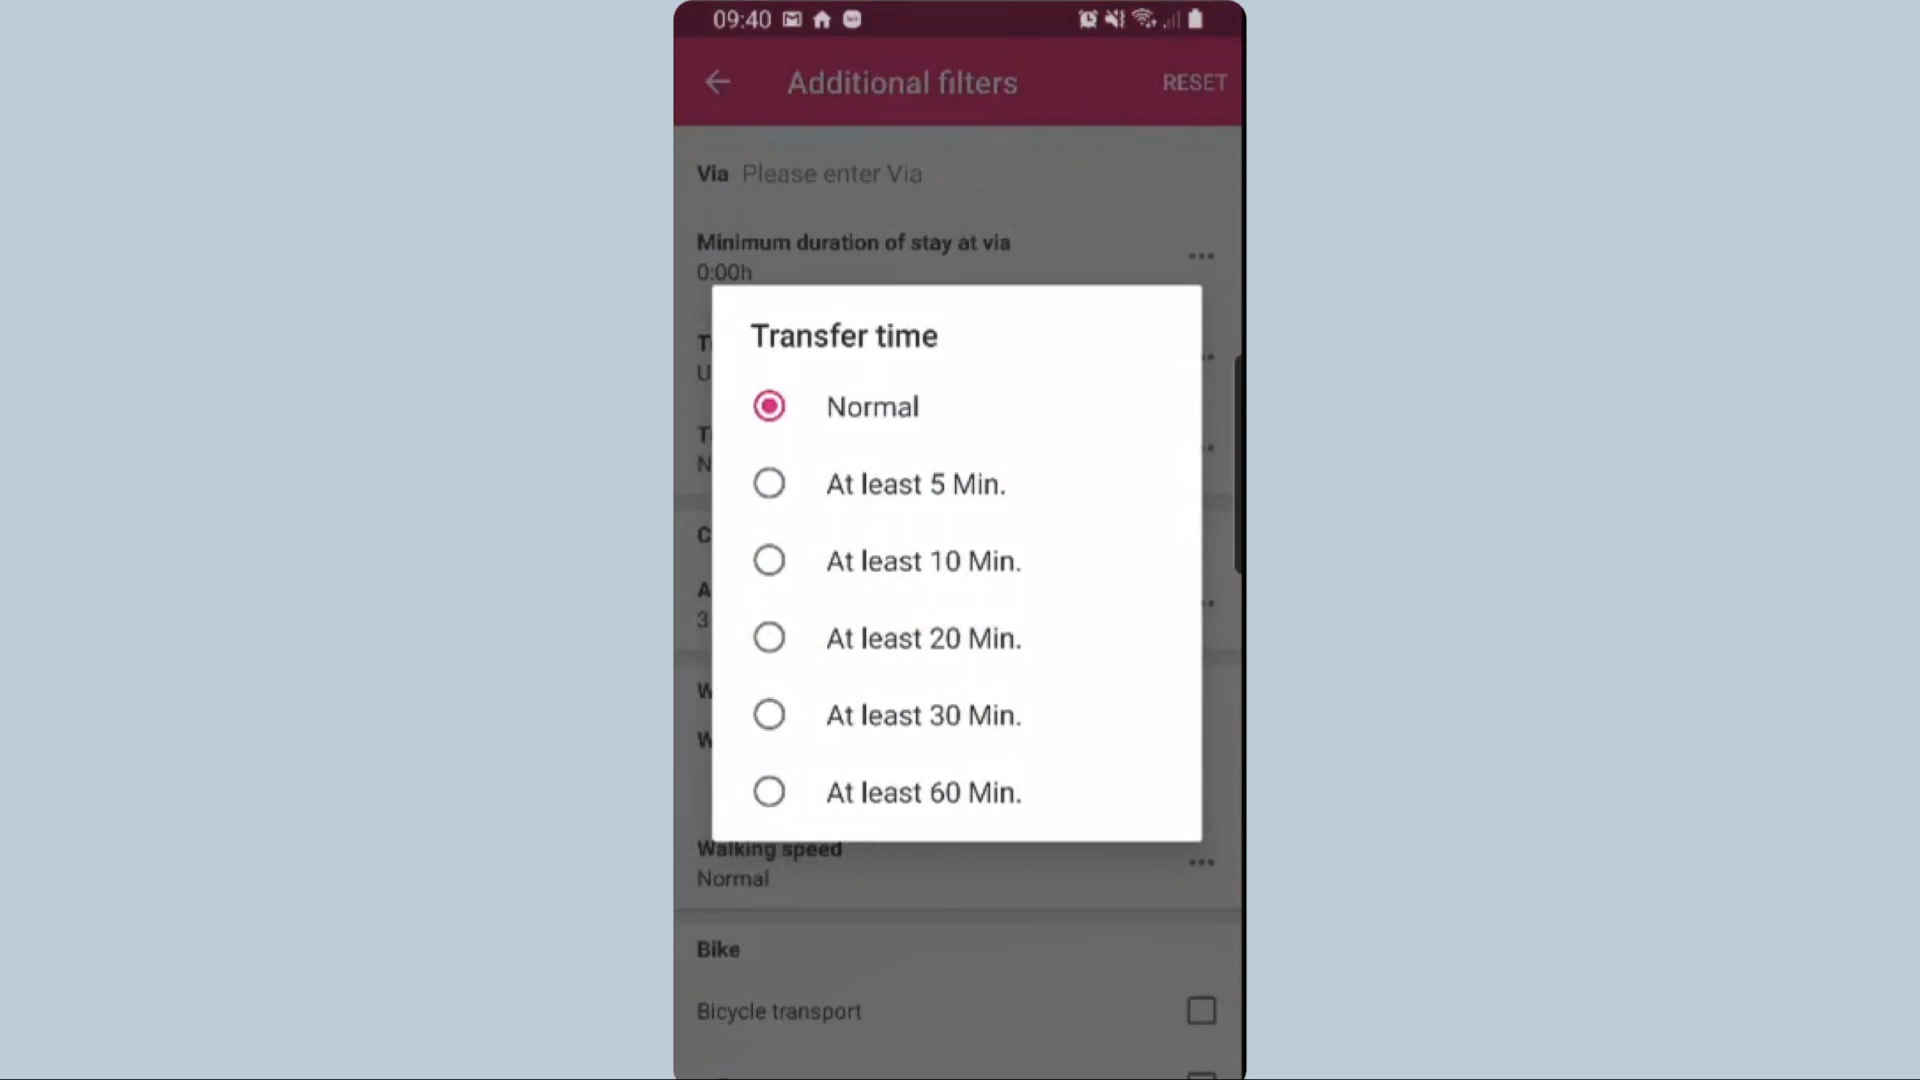 09:40
Additional filters
RESET
Via Please enter Via
Minimum duration of stay at via
0:00h
Transfer time
Normal
At least 5 Min.
At least 10 Min.
At least 20 Min.
At least 30 Min.
At least 60 Min.
Walking speed
Normal
Bike
Bicycle transport